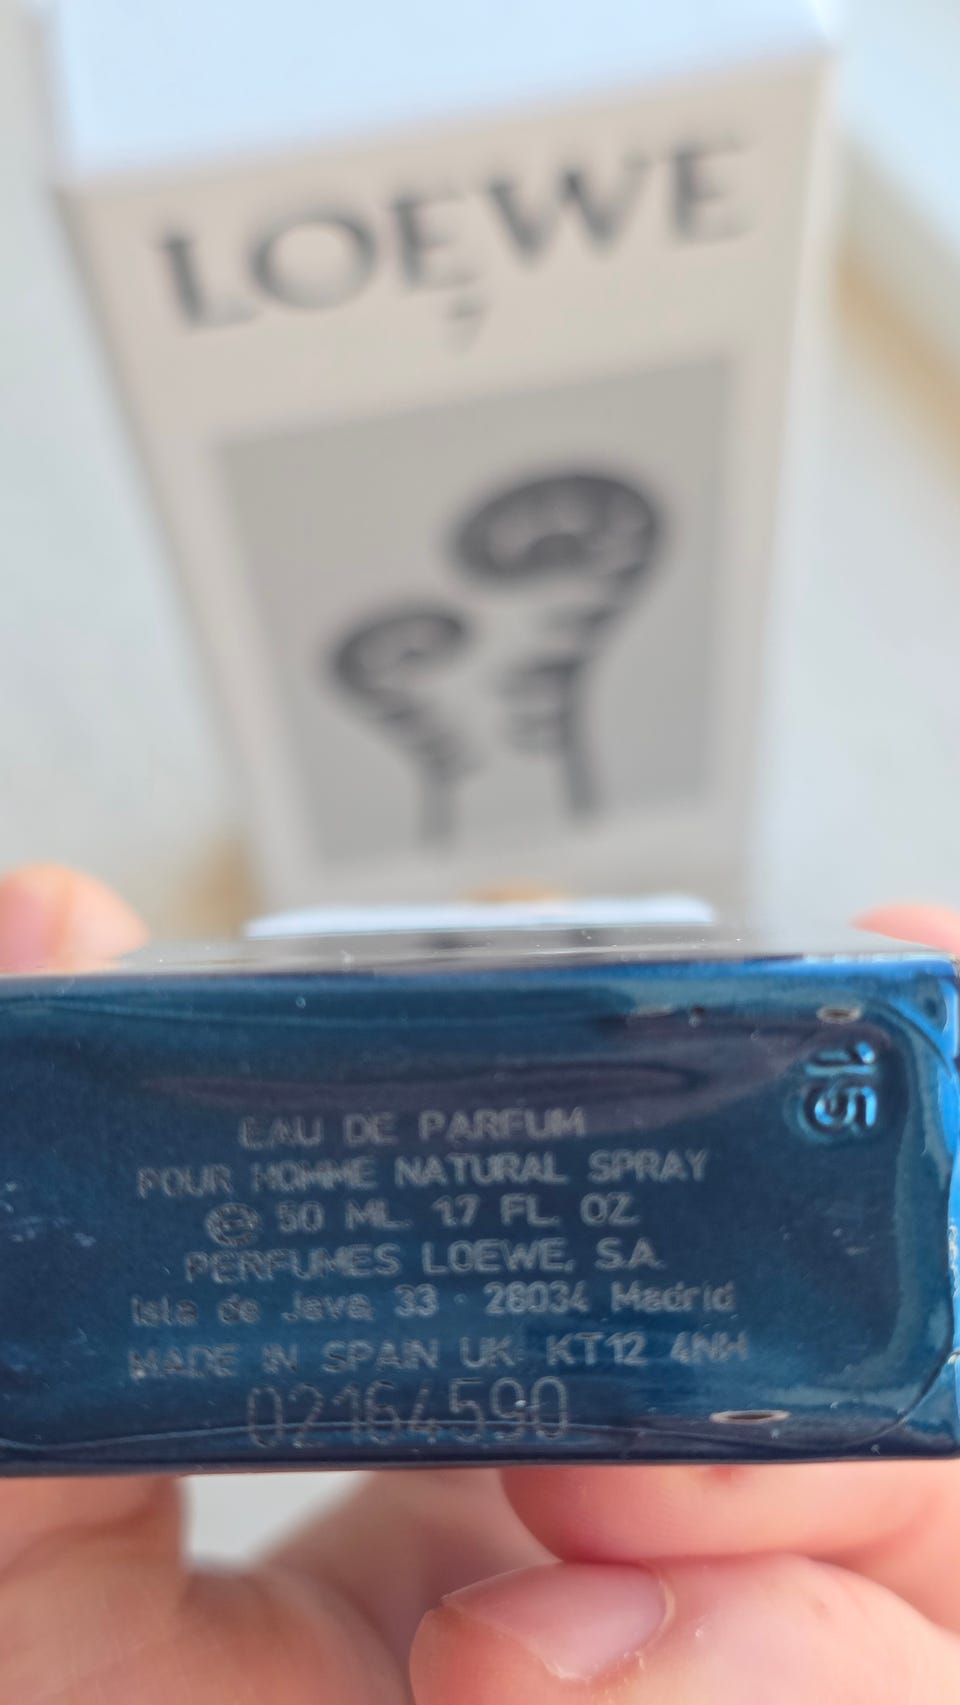 LOEWE
7
15
EAU DE PARFUM
POUR HOMME NATURAL SPRAY
℮ 50 ML. 1.7 FL. OZ.
PERFUMES LOEWE, S.A.
Isla de Java, 33 - 28034 Madrid
MADE IN SPAIN UK: KT12 4NH
02164590